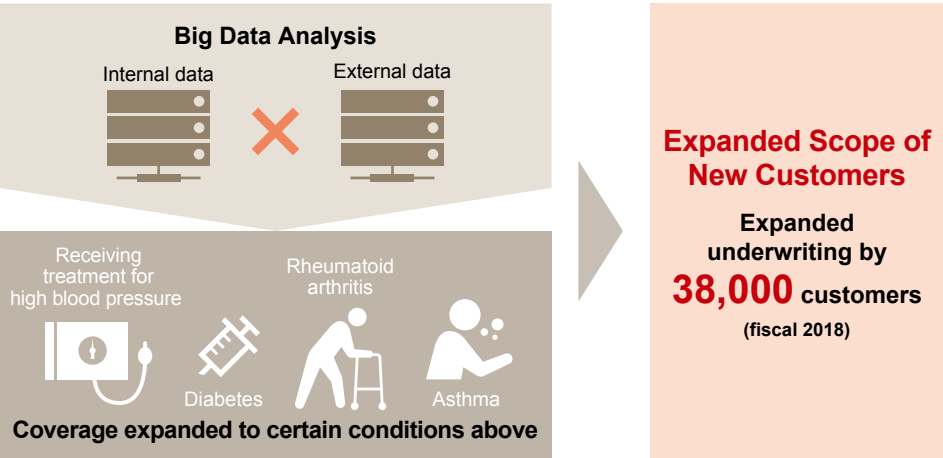 Big Data Analysis
Internal data
External data
Receiving
treatment for
high blood pressure
Rheumatoid
arthritis
Diabetes
Asthma
Coverage expanded to certain conditions above
Expanded Scope of
New Customers
Expanded
underwriting by
38,000 customers
(fiscal 2018)